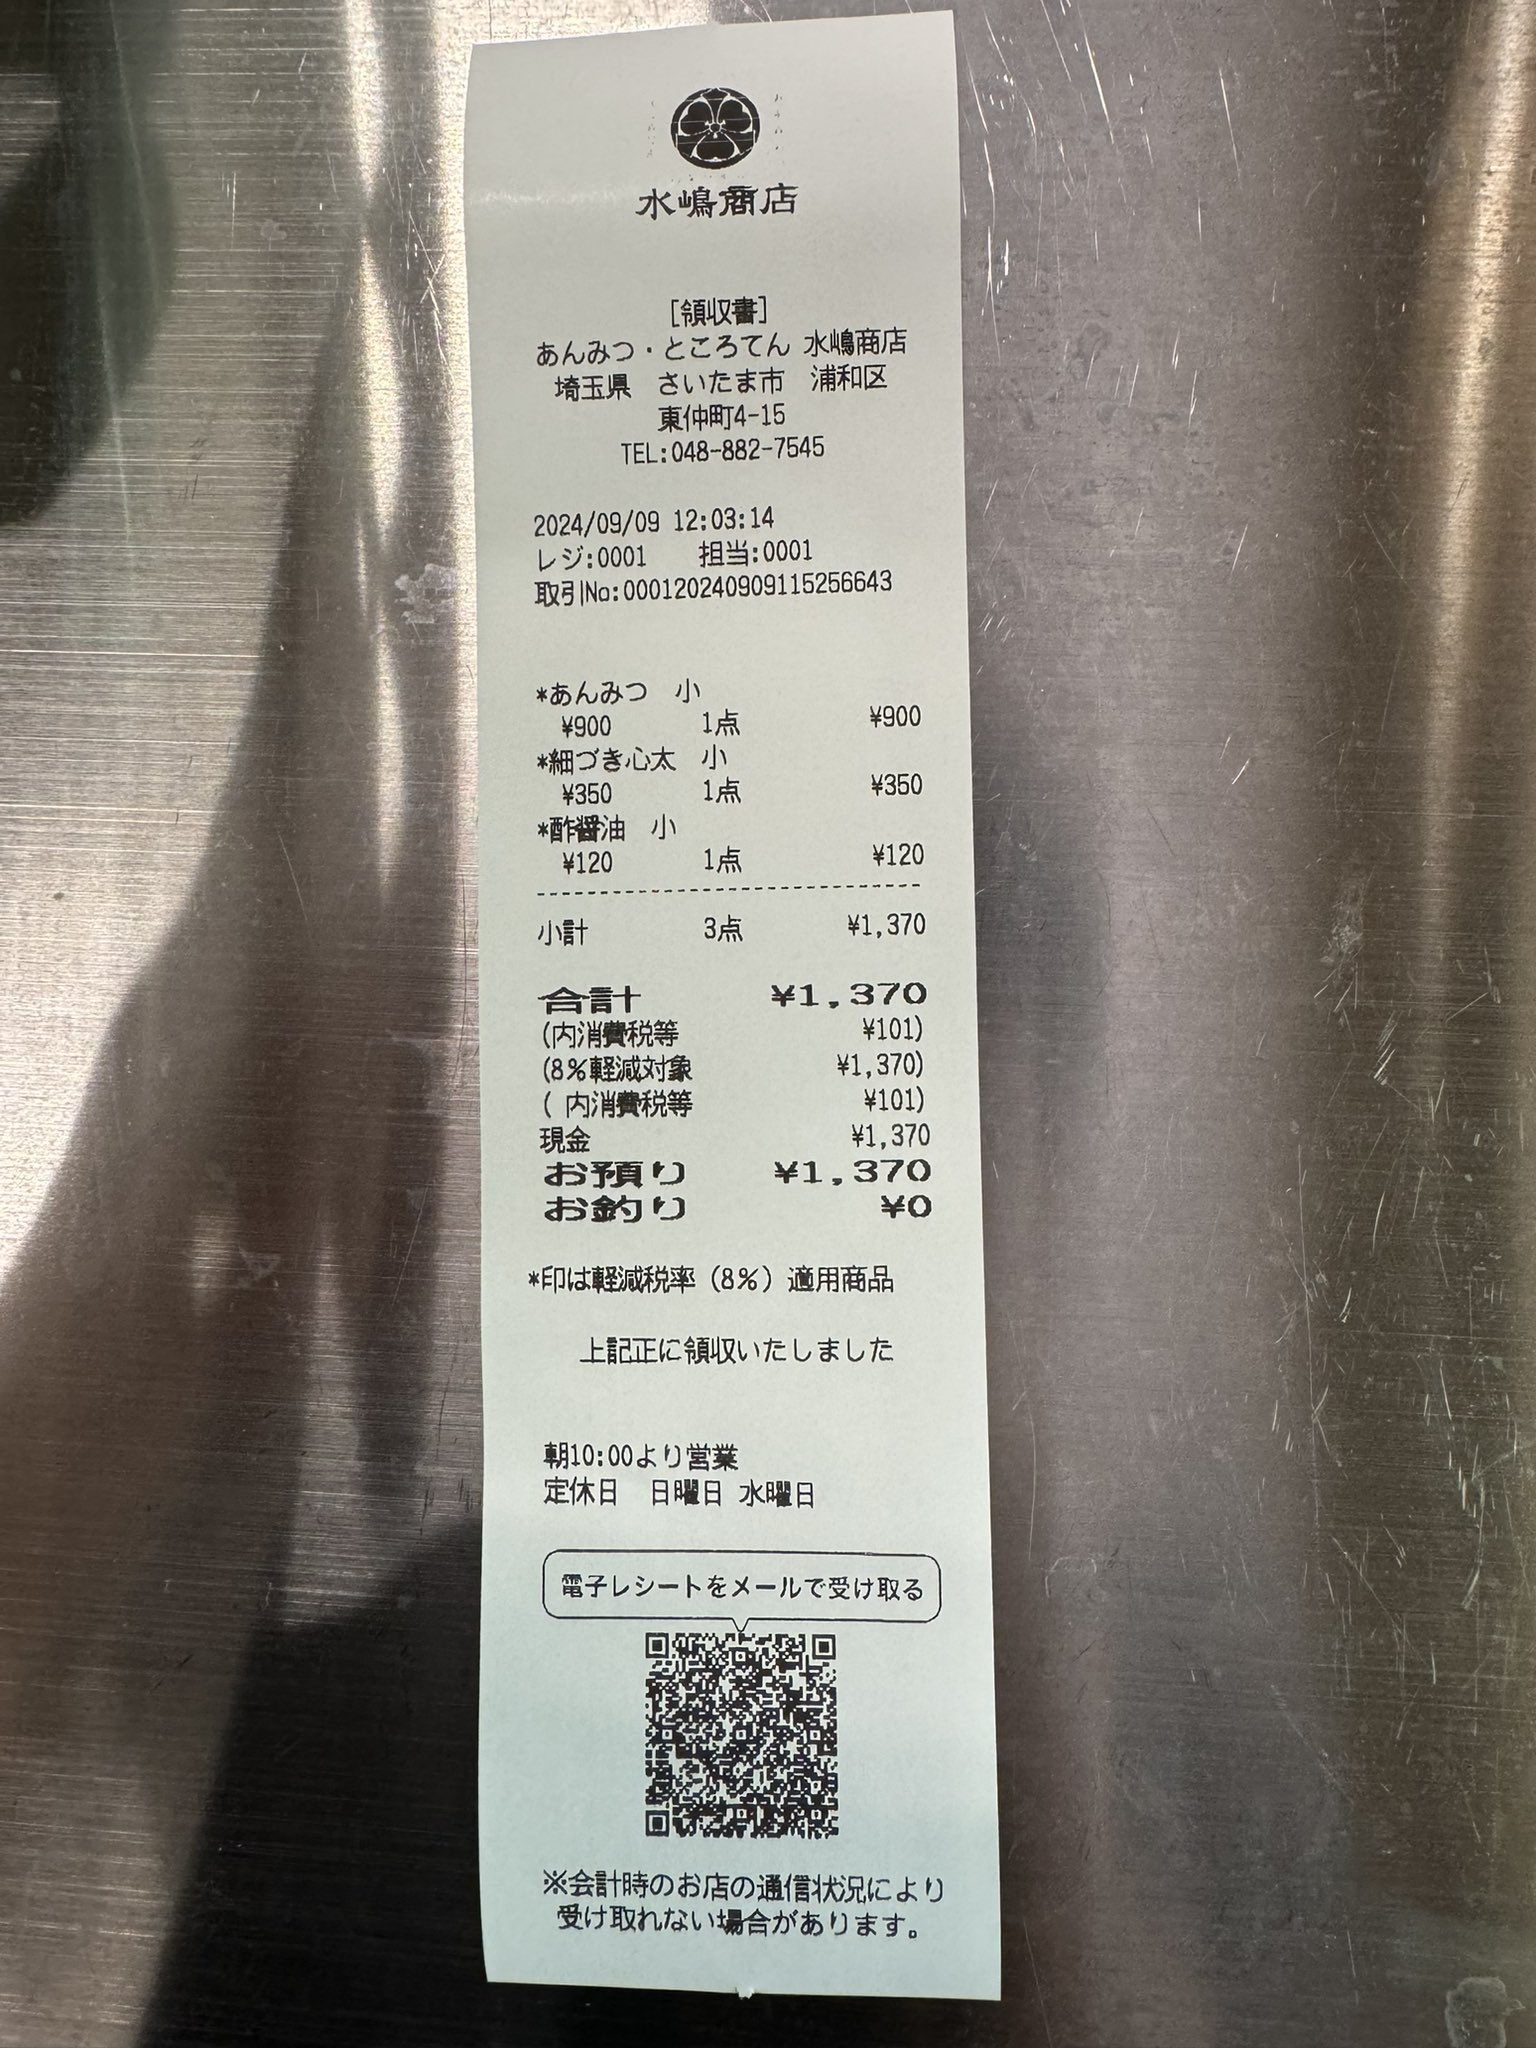 水嶋商店
[領収書]
あんみつ・ところてん 水嶋商店
埼玉県　さいたま市　浦和区
東仲町4-15
TEL:048-882-7545
2024/09/09 12:03:14
レジ:0001　担当:0001
取引No:000120240909115256643
*あんみつ　小
¥900　1点　¥900
*細づき心太　小
¥350　1点　¥350
*酢醤油　小
¥120　1点　¥120
小計　3点　¥1,370
合計　¥1,370
(内消費税等　¥101)
(8%軽減対象　¥1,370)
( 内消費税等　¥101)
現金　¥1,370
お預り　¥1,370
お釣り　¥0
*印は軽減税率（8%）適用商品
上記正に領収いたしました
朝10:00より営業
定休日　日曜日 水曜日
電子レシートをメールで受け取る
※会計時のお店の通信状況により
受け取れない場合があります。